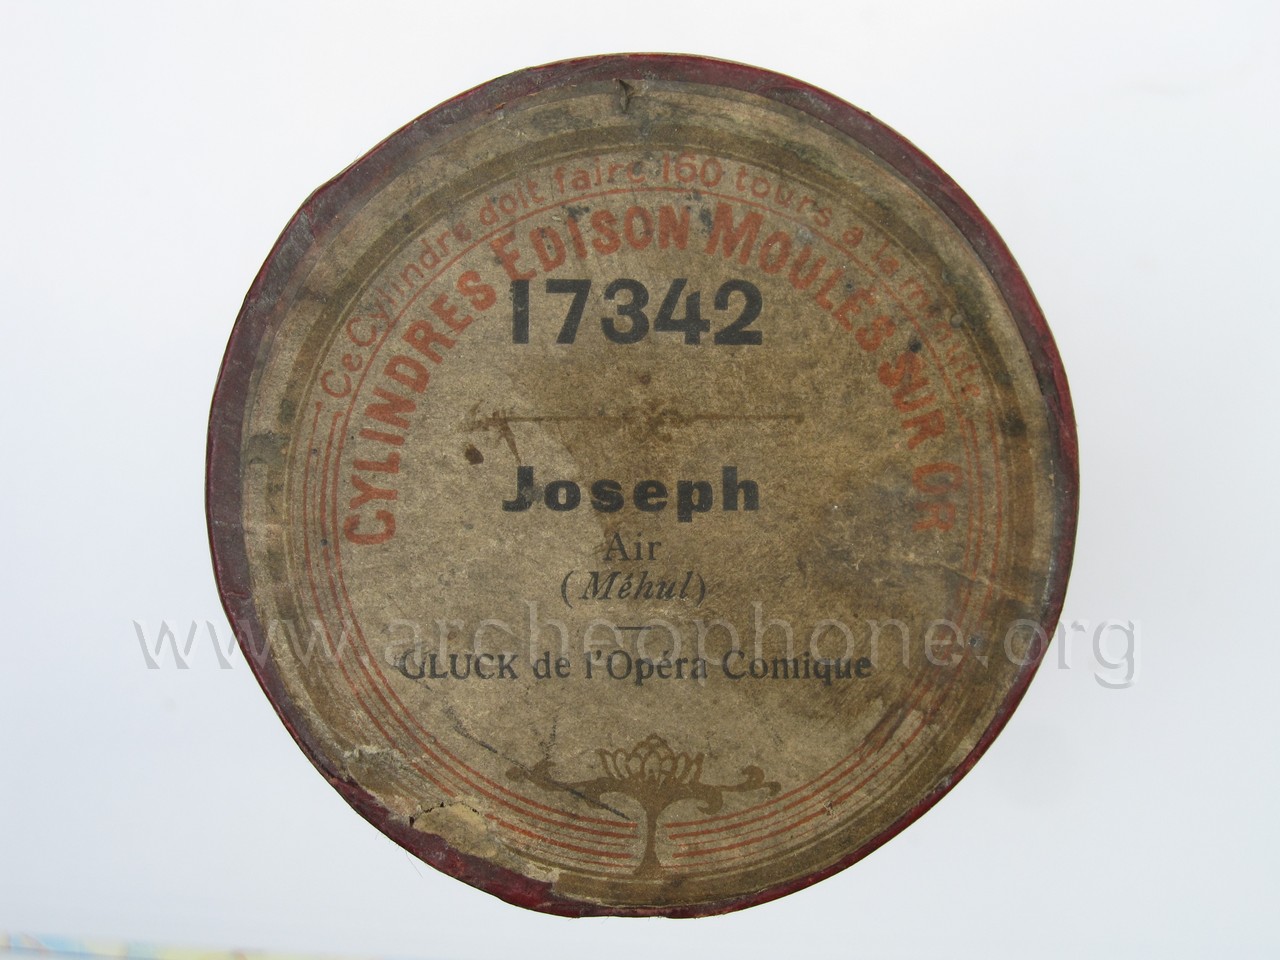 Ce Cylindre doit faire 160 tours à la minute
CYLINDRES EDISON MOULÉS SUR OR
17342
Joseph
Air
(Méhul)
www.archeophone.org
GLUCK de l'Opéra Comique